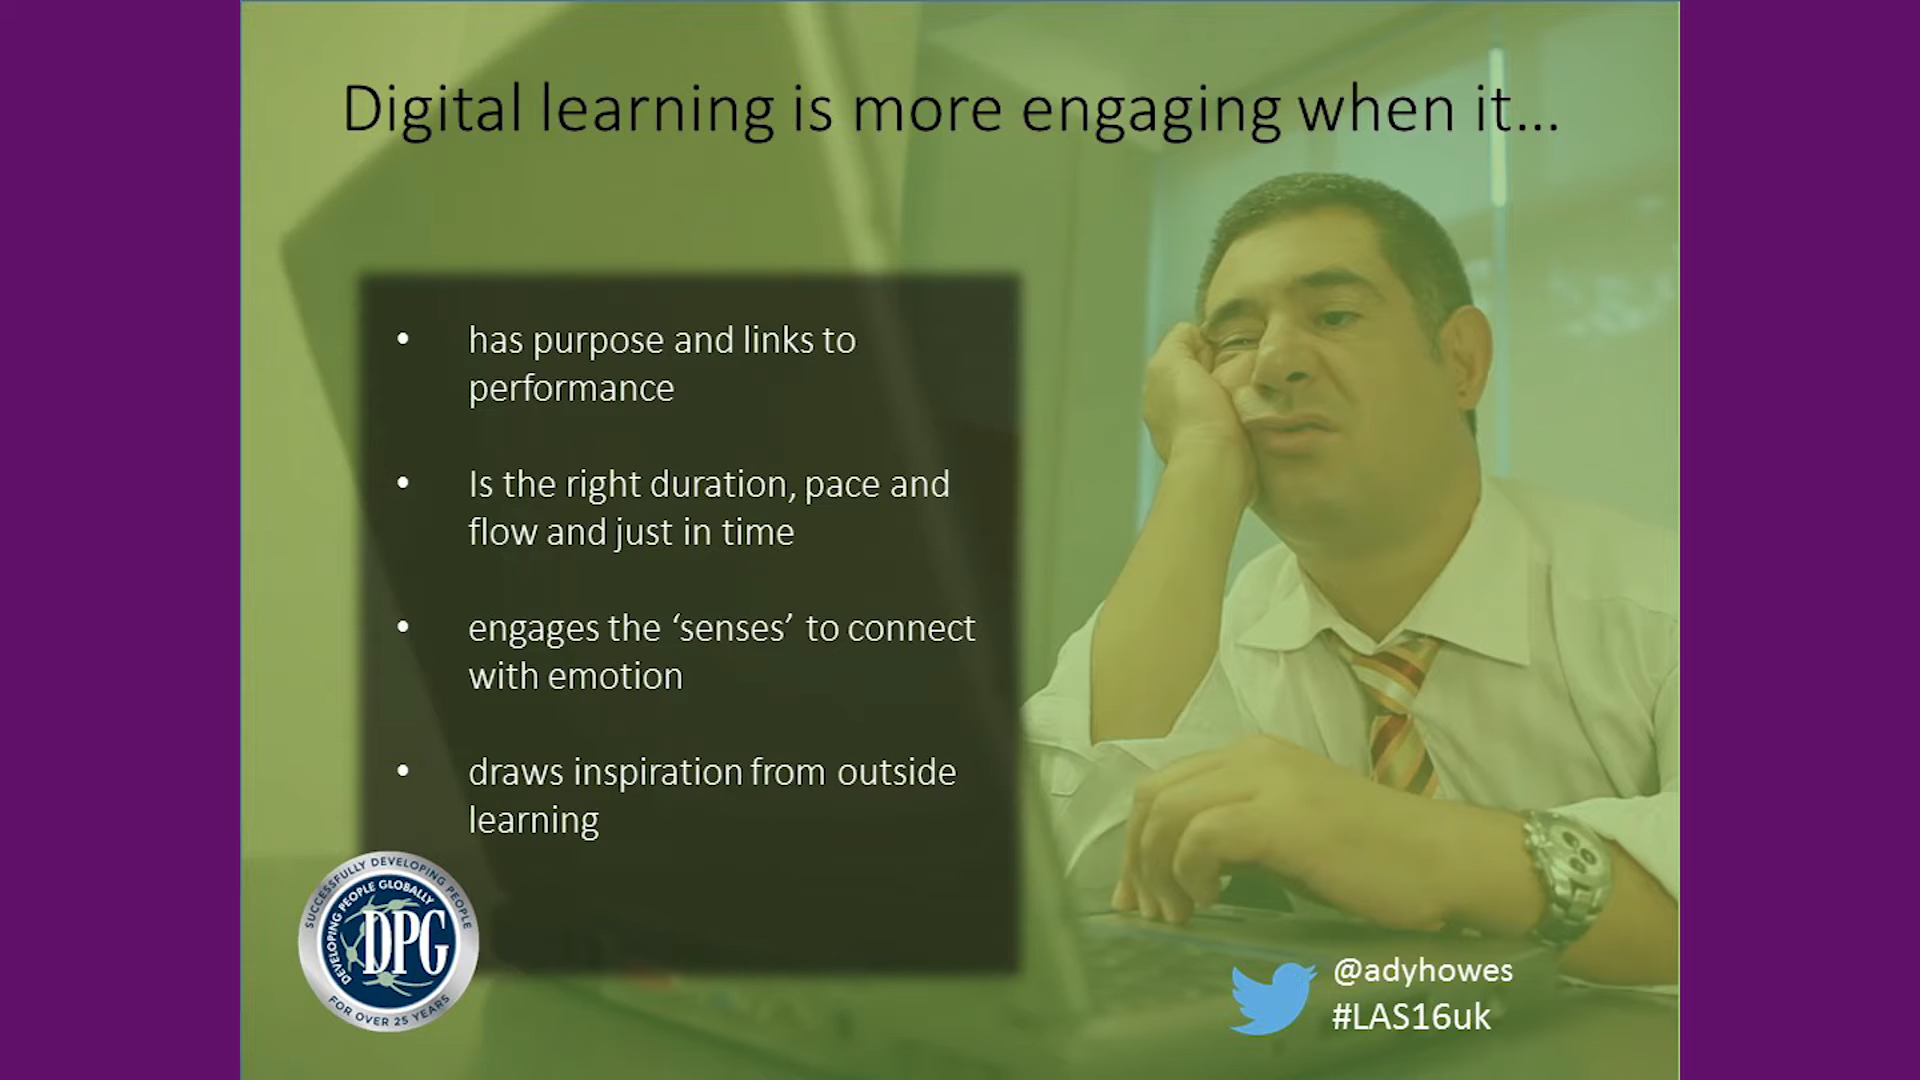 Digital learning is more engaging when it...
• has purpose and links to
performance
• Is the right duration, pace and
flow and just in time
• engages the ‘senses’ to connect
with emotion
• draws inspiration from outside
learning
SUCCESSFULLY DEVELOPING PEOPLE
DEVELOPING PEOPLE GLOBALLY
DPG
FOR OVER 25 YEARS
@adyhowes
#LAS16uk